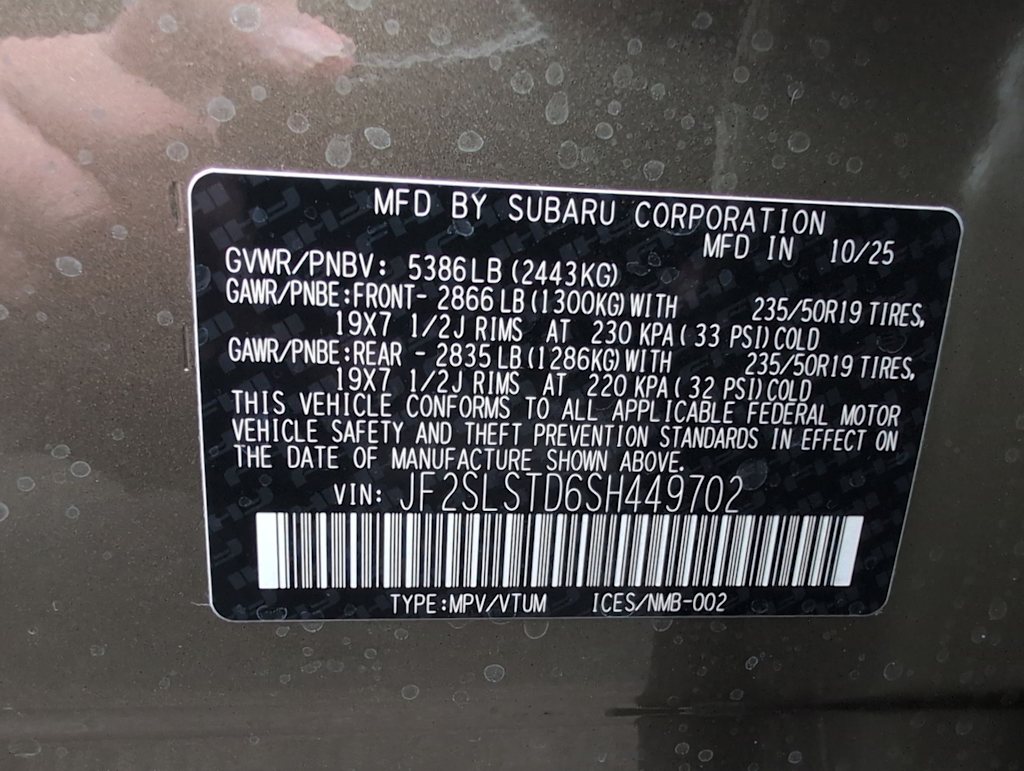 MFD BY SUBARU CORPORATION
MFD IN 10/25
GVWR/PNBV: 5386LB (2443KG)
GAWR/PNBE:FRONT- 2866 LB (1300KG) WITH 235/50R19 TIRES,
19X7 1/2J RIMS AT 230 KPA ( 33 PSI) COLD
GAWR/PNBE:REAR - 2835 LB (1286KG) WITH 235/50R19 TIRES,
19X7 1/2J RIMS AT 220 KPA ( 32 PSI) COLD
THIS VEHICLE CONFORMS TO ALL APPLICABLE FEDERAL MOTOR
VEHICLE SAFETY AND THEFT PREVENTION STANDARDS IN EFFECT ON
THE DATE OF MANUFACTURE SHOWN ABOVE.
VIN: JF2SLSTD6SH449702
TYPE:MPV/VTUM ICES/NMB-002